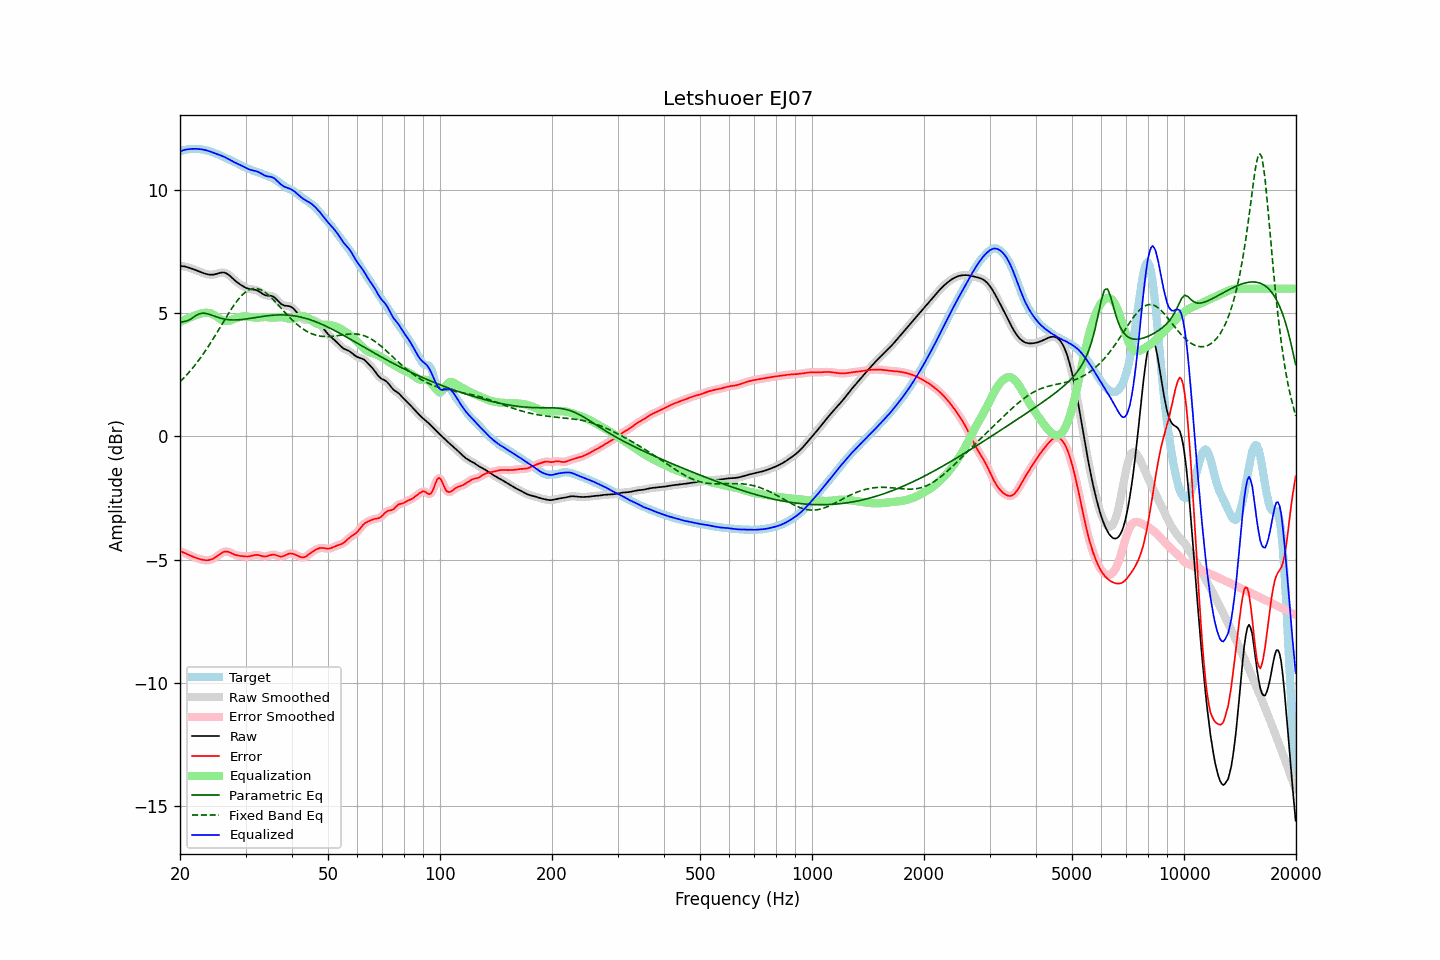 Letshuoer EJ07
Amplitude (dBr)
10
5
0
−5
−10
−15
Target
Raw Smoothed
Error Smoothed
Raw
Error
Equalization
Parametric Eq
Fixed Band Eq
Equalized
20 50 100 200 500 1000 2000 5000 10000 20000
Frequency (Hz)